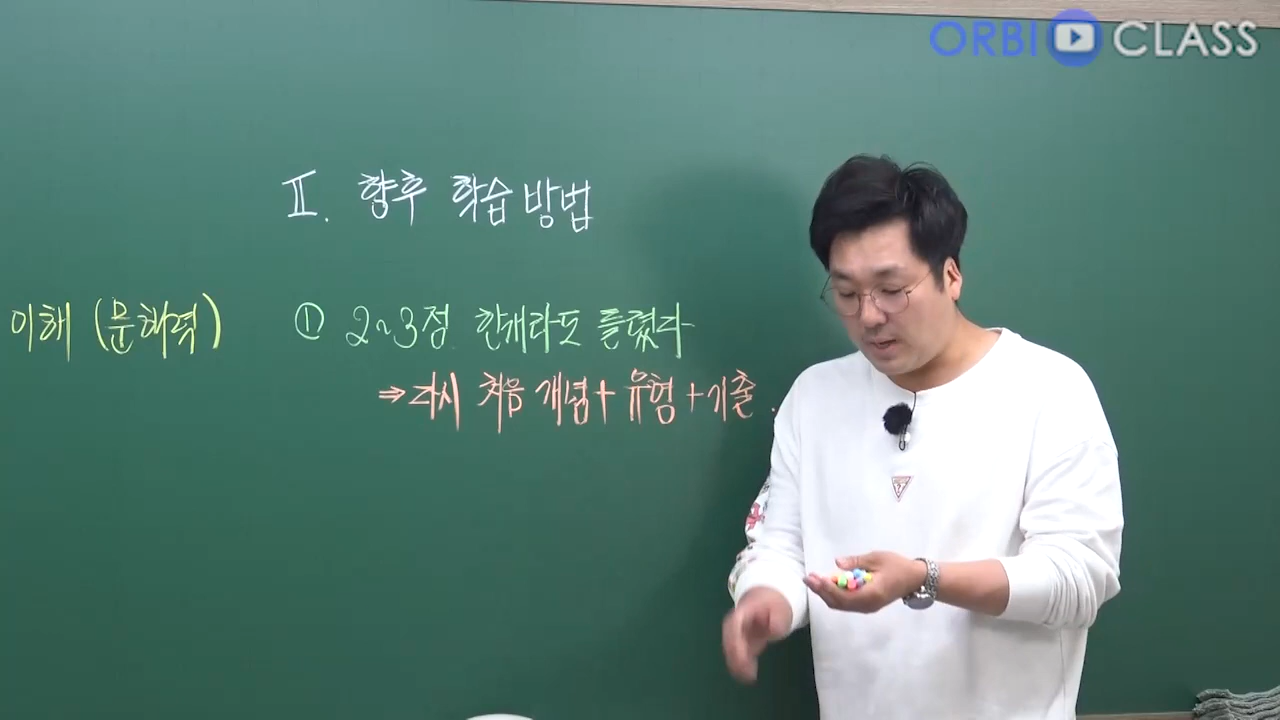 ORBI CLASS
Ⅱ. 향후 학습 방법
이해 (문해력)
① 2~3점 한개라도 틀렸다
⇒ 다시 처음 개념+유형+기출.